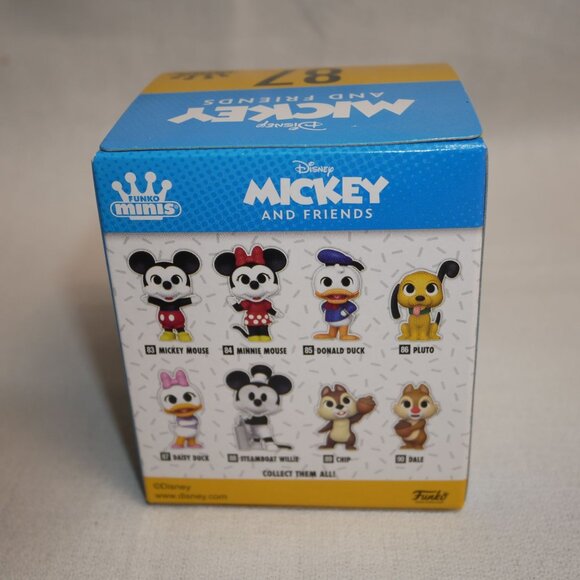 87
Disney
MICKEY
AND FRIENDS
FUNKO
minis
Disney
MICKEY
AND FRIENDS
83 MICKEY MOUSE
84 MINNIE MOUSE
85 DONALD DUCK
86 PLUTO
87 DAISY DUCK
88 STEAMBOAT WILLIE
89 CHIP
90 DALE
COLLECT THEM ALL!
©Disney
www.disney.com
Funko